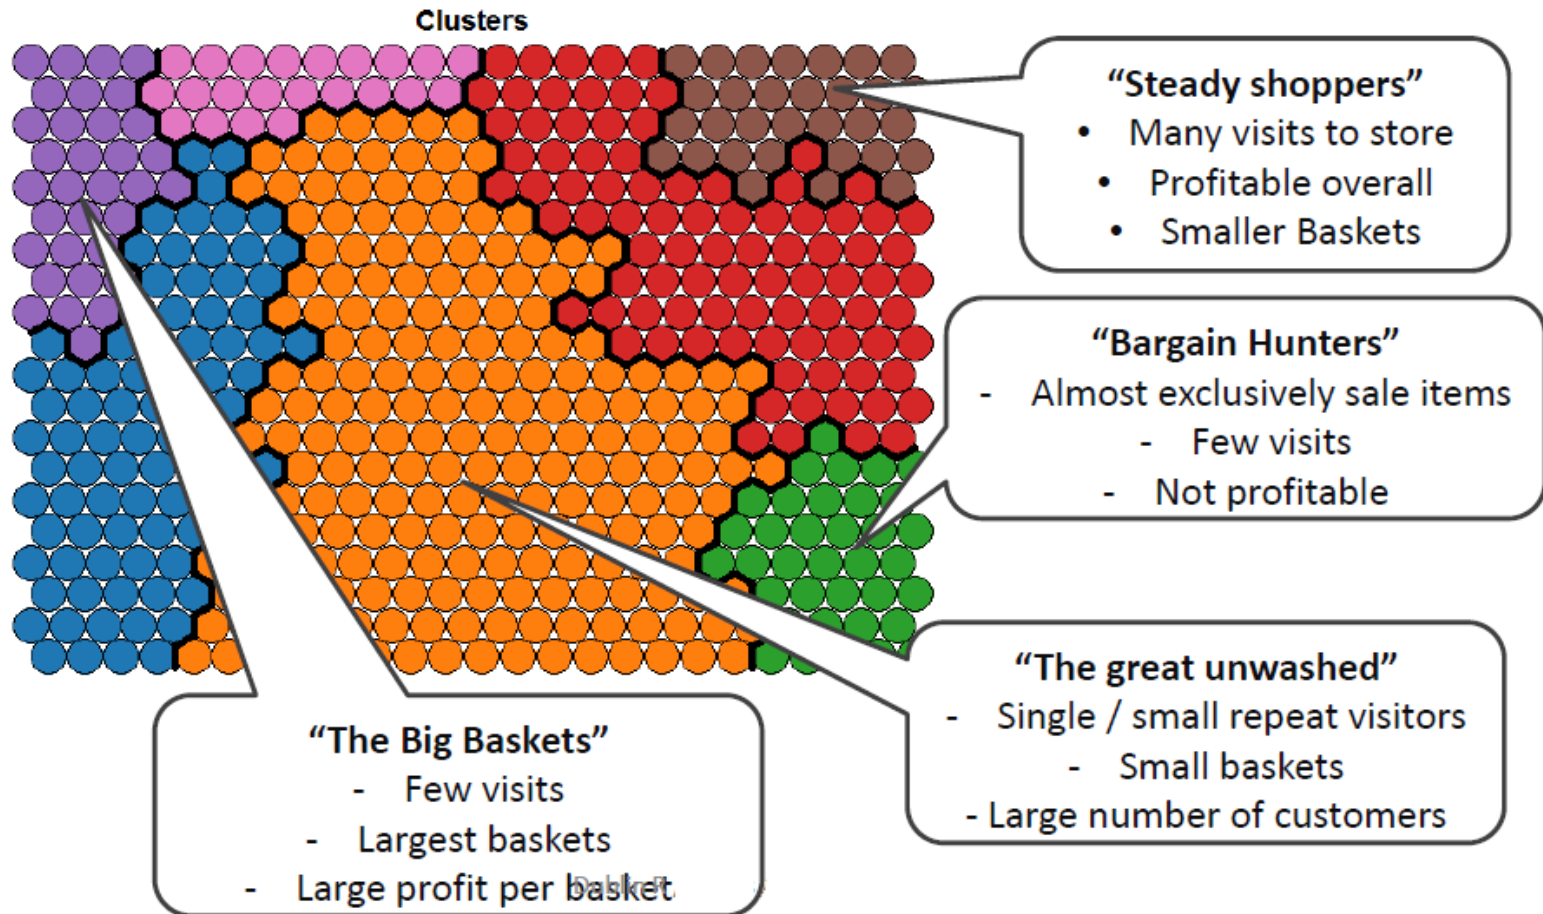 Clusters
“Steady shoppers”
• Many visits to store
• Profitable overall
• Smaller Baskets
“Bargain Hunters”
- Almost exclusively sale items
- Few visits
- Not profitable
“The great unwashed”
- Single / small repeat visitors
- Small baskets
- Large number of customers
“The Big Baskets”
- Few visits
- Largest baskets
- Large profit per basket
Dublin R